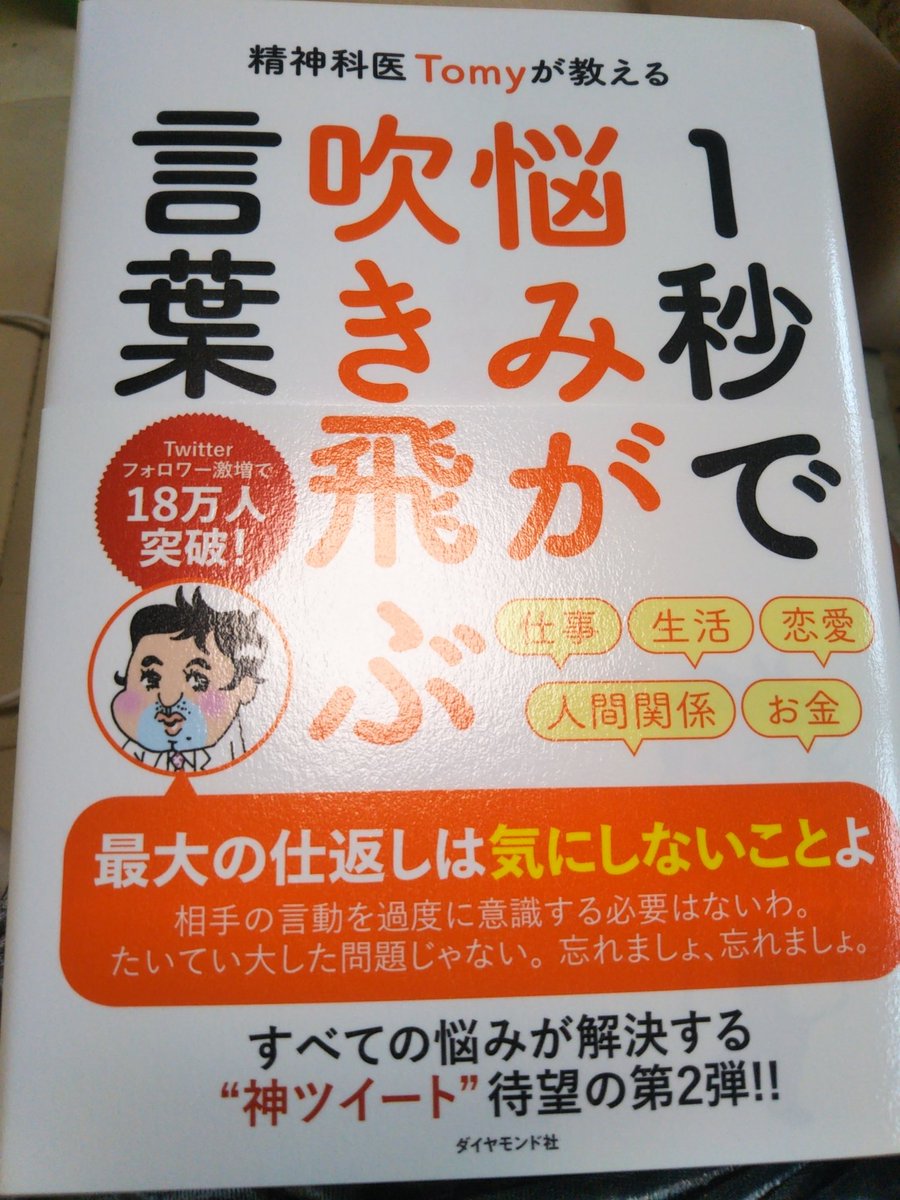 精神科医Tomyが教える
1秒で
悩みが
吹き飛ぶ
言葉
Twitter
フォロワー激増で
18万人
突破!
仕事
生活
恋愛
人間関係
お金
最大の仕返しは気にしないことよ
相手の言動を過度に意識する必要はないわ。
たいてい大した問題じゃない。忘れましょ、忘れましょ。
すべての悩みが解決する
“神ツイート”待望の第2弾!!
ダイヤモンド社